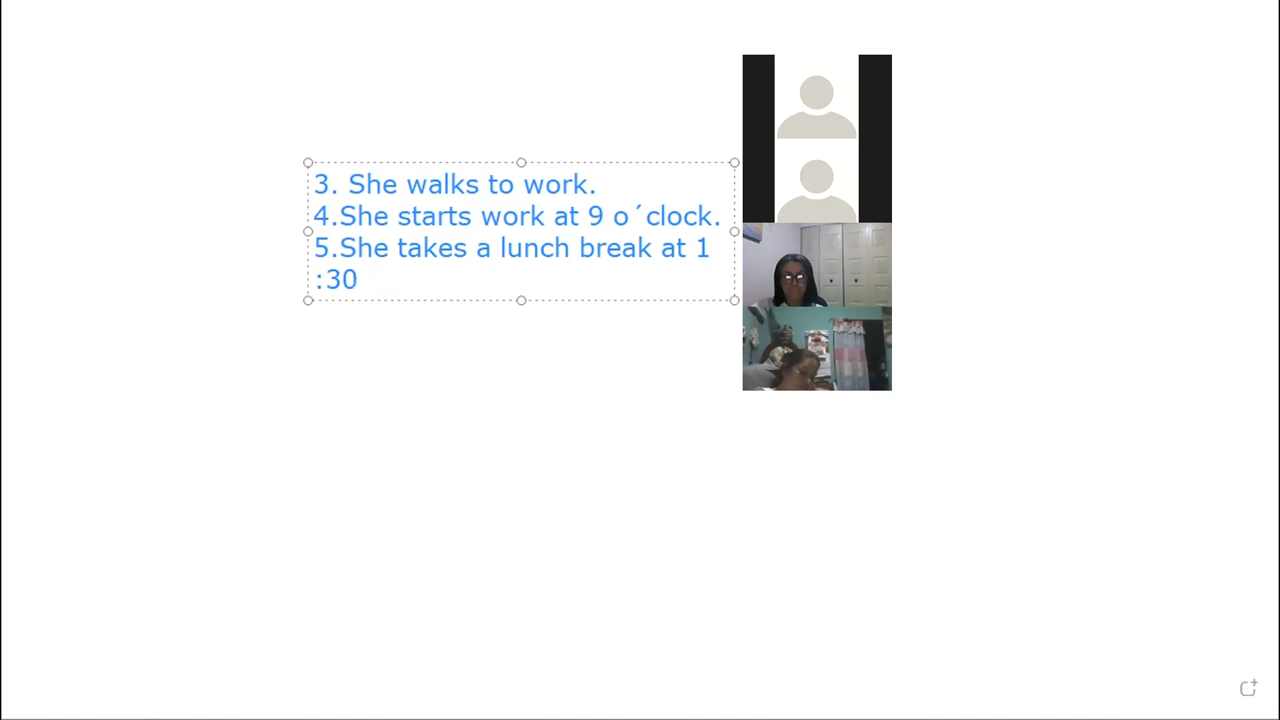 3. She walks to work.
4.She starts work at 9 o´clock.
5.She takes a lunch break at 1
:30